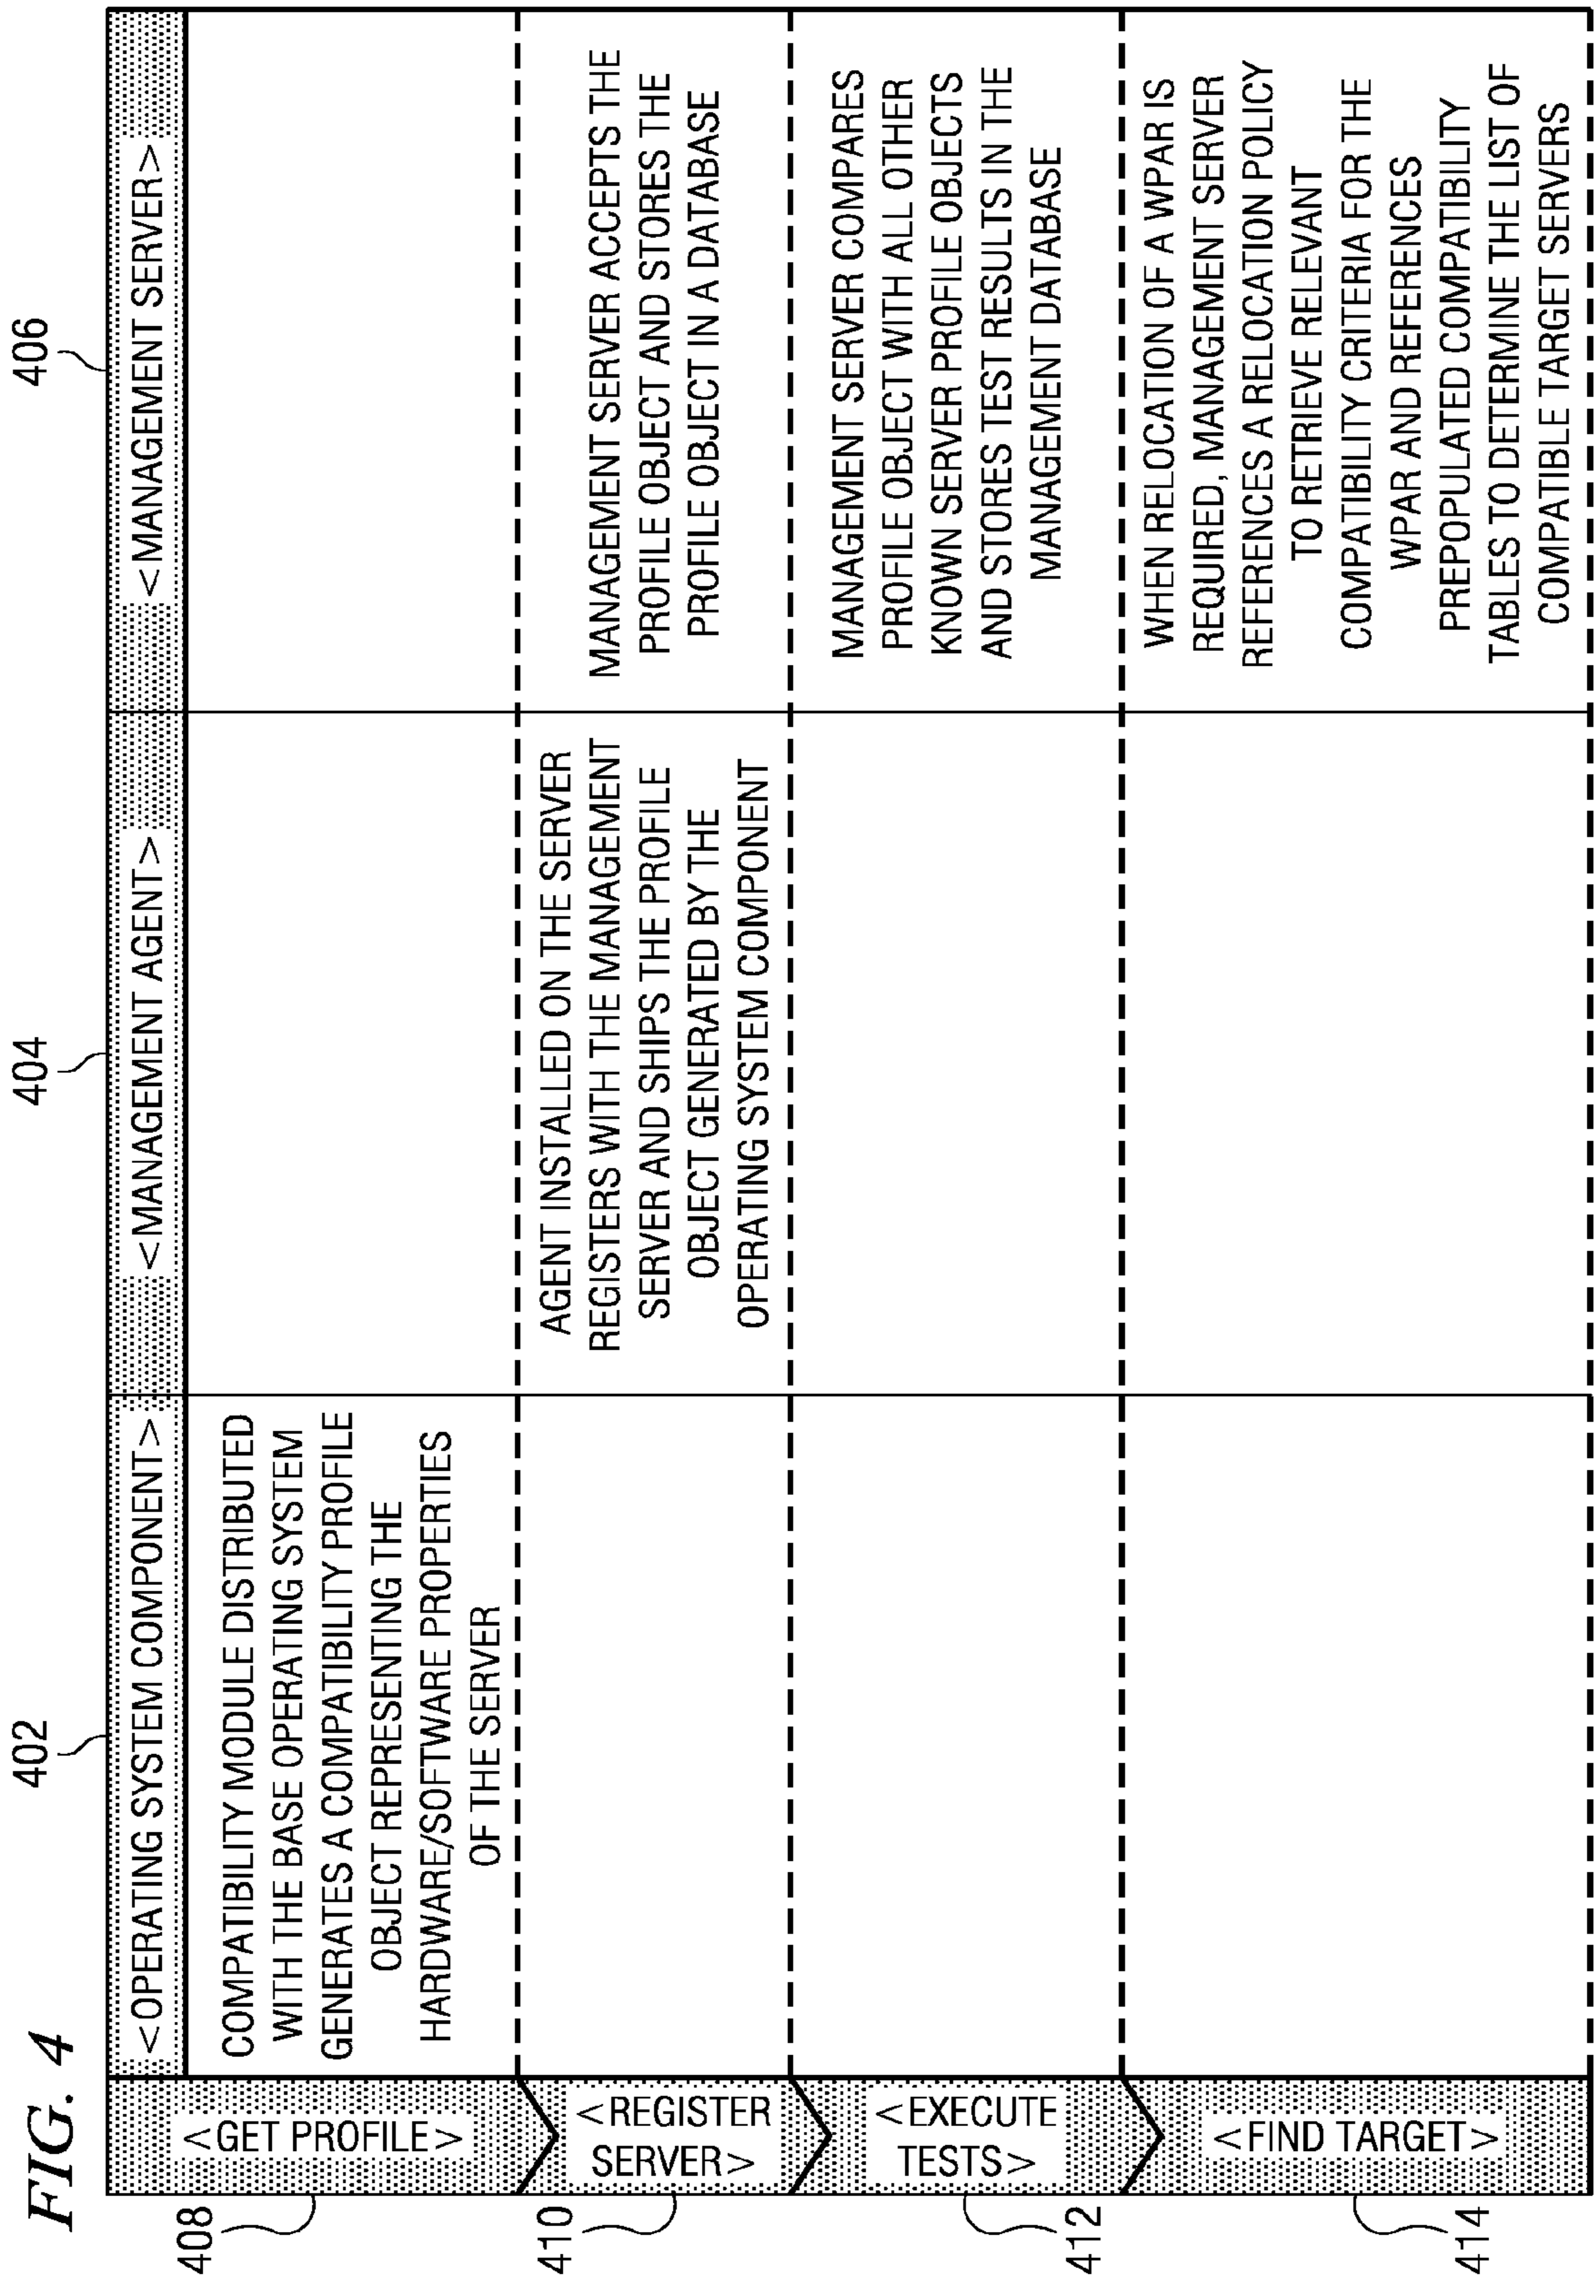 FIG. 4
402
404
406
<OPERATING SYSTEM COMPONENT>
<MANAGEMENT AGENT>
<MANAGEMENT SERVER>
408
<GET PROFILE>
COMPATIBILITY MODULE DISTRIBUTED
WITH THE BASE OPERATING SYSTEM
GENERATES A COMPATIBILITY PROFILE
OBJECT REPRESENTING THE
HARDWARE/SOFTWARE PROPERTIES
OF THE SERVER
410
<REGISTER
SERVER>
AGENT INSTALLED ON THE SERVER
REGISTERS WITH THE MANAGEMENT
SERVER AND SHIPS THE PROFILE
OBJECT GENERATED BY THE
OPERATING SYSTEM COMPONENT
MANAGEMENT SERVER ACCEPTS THE
PROFILE OBJECT AND STORES THE
PROFILE OBJECT IN A DATABASE
412
<EXECUTE
TESTS>
MANAGEMENT SERVER COMPARES
PROFILE OBJECT WITH ALL OTHER
KNOWN SERVER PROFILE OBJECTS
AND STORES TEST RESULTS IN THE
MANAGEMENT DATABASE
414
<FIND TARGET>
WHEN RELOCATION OF A WPAR IS
REQUIRED, MANAGEMENT SERVER
REFERENCES A RELOCATION POLICY
TO RETRIEVE RELEVANT
COMPATIBILITY CRITERIA FOR THE
WPAR AND REFERENCES
PREPOPULATED COMPATIBILITY
TABLES TO DETERMINE THE LIST OF
COMPATIBLE TARGET SERVERS